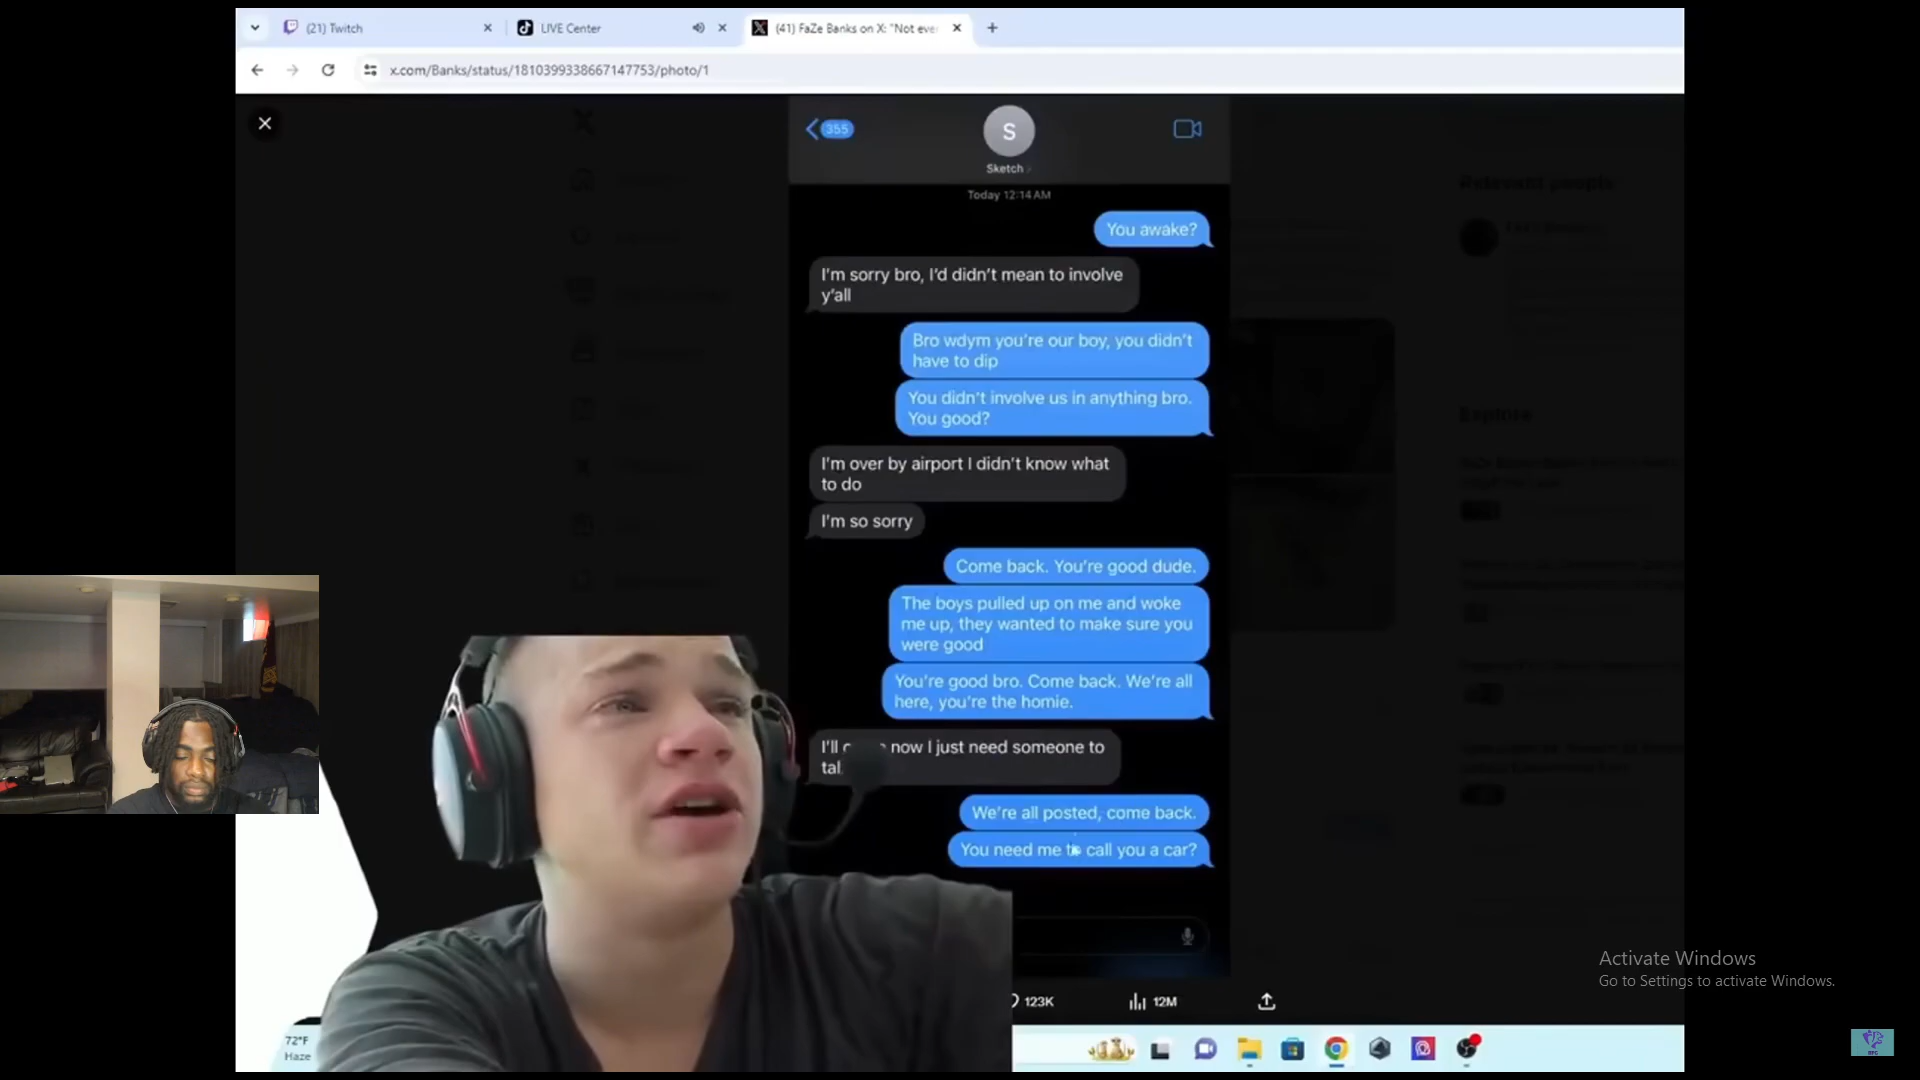 (21) Twitch
LIVE Center
(41) FaZe Banks on X: "Not eve
x.com/Banks/status/1810399338667147753/photo/1
355
S
Sketch
Today 12:14 AM
You awake?
I'm sorry bro, I'd didn't mean to involve
y'all
Bro wdym you're our boy, you didn't
have to dip
You didn't involve us in anything bro.
You good?
I'm over by airport I didn't know what
to do
I'm so sorry
Come back. You're good dude.
The boys pulled up on me and woke
me up, they wanted to make sure you
were good
You're good bro. Come back. We're all
here, you're the homie.
I'll now I just need someone to
We're all posted, come back.
You need me to call you a car?
123K
12M
Relevant people
Explore
Activate Windows
Go to Settings to activate Windows.
72°F
Haze